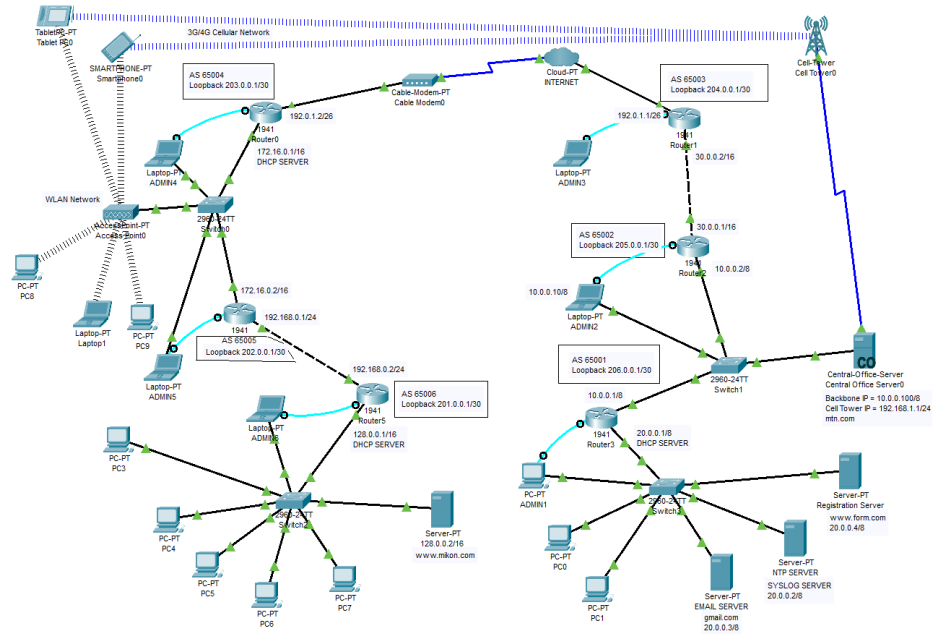 TabletPC-PT
Tablet PC0
3G/4G Cellular Network
SMARTPHONE-PT
Smartphone0
Cell-Tower
Cell Tower0
AS 65004
Loopback 203.0.0.1/30
Cable-Modem-PT
Cable Modem0
Cloud-PT
INTERNET
AS 65003
Loopback 204.0.0.1/30
192.0.1.2/26
1941
Router0
172.16.0.1/16
DHCP SERVER
192.0.1.1/26
1941
Router1
30.0.0.2/16
Laptop-PT
ADMIN4
Laptop-PT
ADMIN3
WLAN Network
2960-24TT
Switch0
AccessPoint-PT
Access Point0
30.0.0.1/16
AS 65002
Loopback 205.0.0.1/30
1941
Router2
10.0.0.2/8
PC-PT
PC8
172.16.0.2/16
10.0.0.10/8
Laptop-PT
ADMIN2
192.168.0.1/24
1941
Laptop-PT
Laptop1
PC-PT
PC9
AS 65005
Loopback 202.0.0.1/30
AS 65001
Loopback 206.0.0.1/30
Laptop-PT
ADMIN5
192.168.0.2/24
CO
Central-Office-Server
Central Office Server0
Backbone IP = 10.0.0.100/8
Cell Tower IP = 192.168.1.1/24
mtn.com
2960-24TT
Switch1
AS 65006
Loopback 201.0.0.1/30
10.0.0.1/8
1941
Router5
128.0.0.1/16
DHCP SERVER
Laptop-PT
ADMIN6
1941
Router3
20.0.0.1/8
DHCP SERVER
PC-PT
PC3
PC-PT
ADMIN1
2960-24TT
Switch3
2960-24TT
Switch2
Server-PT
Registration Server
www.form.com
20.0.0.4/8
Server-PT
128.0.0.2/16
www.mikon.com
PC-PT
PC4
PC-PT
PC0
Server-PT
NTP SERVER
SYSLOG SERVER
20.0.0.2/8
PC-PT
PC5
PC-PT
PC6
PC-PT
PC7
PC-PT
PC1
Server-PT
EMAIL SERVER
gmail.com
20.0.0.3/8